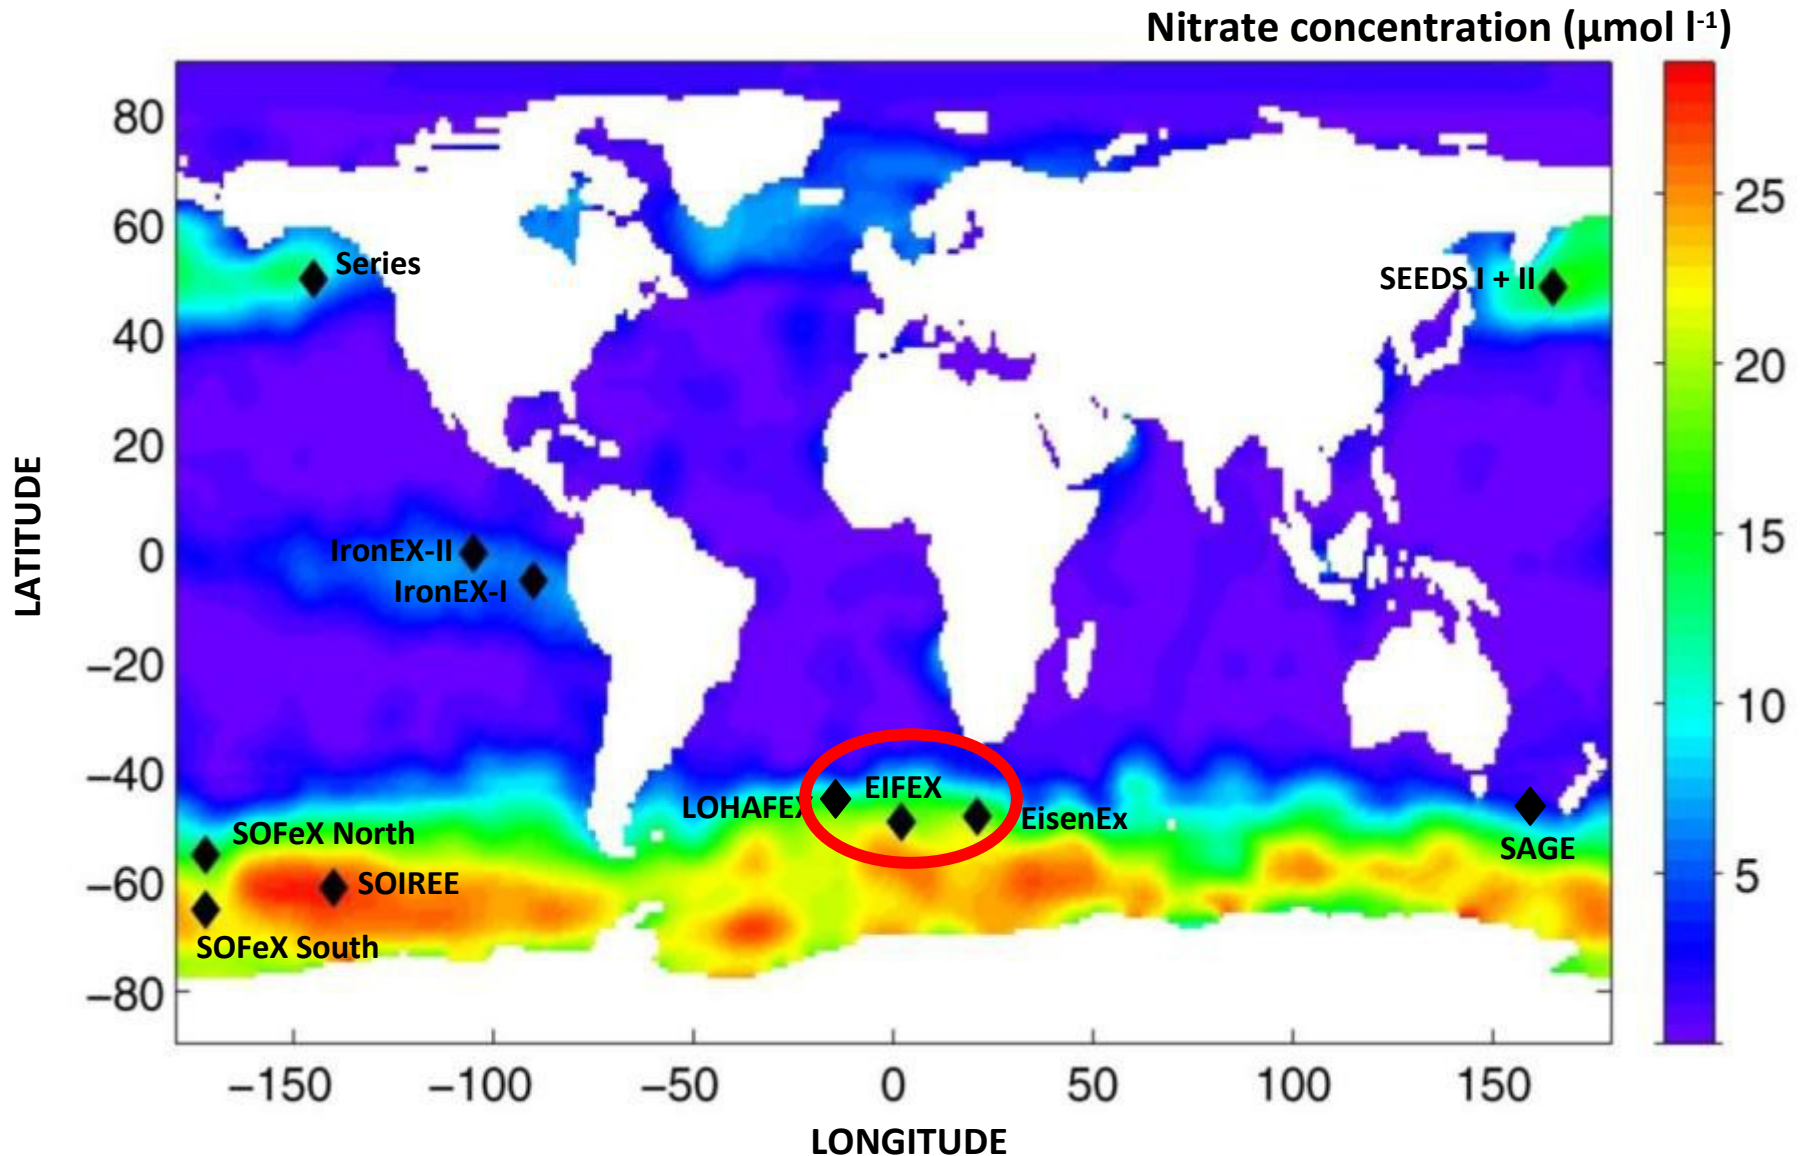 Nitrate concentration (µmol l-1)
80
60
40
20
0
−20
−40
−60
−80
LATITUDE
Series
SEEDS I + II
IronEX-II
IronEX-I
LOHAFEX
EIFEX
EisenEx
SOFeX North
SOIREE
SOFeX South
SAGE
25
20
15
10
5
−150
−100
−50
0
50
100
150
LONGITUDE